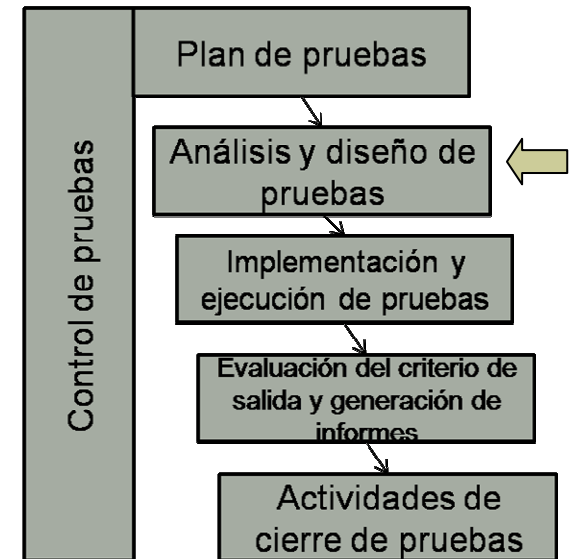 Control de pruebas
Plan de pruebas
Análisis y diseño de
pruebas
Implementación y
ejecución de pruebas
Evaluación del criterio de
salida y generación de
informes
Actividades de
cierre de pruebas